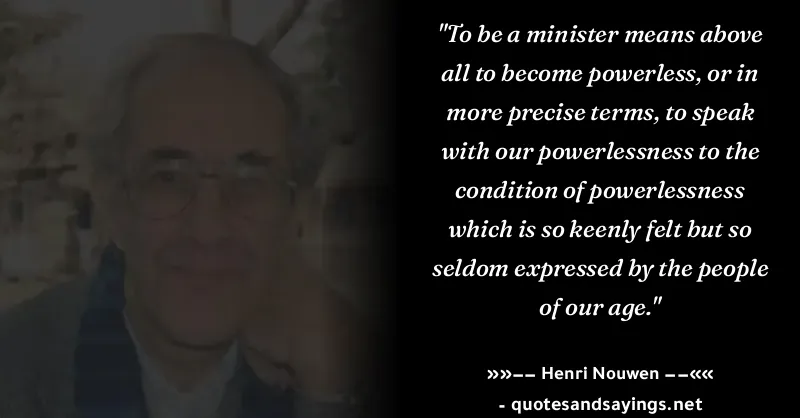 "To be a minister means above
all to become powerless, or in
more precise terms, to speak
with our powerlessness to the
condition of powerlessness
which is so keenly felt but so
seldom expressed by the people
of our age."
»»−− Henri Nouwen −−««
- quotesandsayings.net